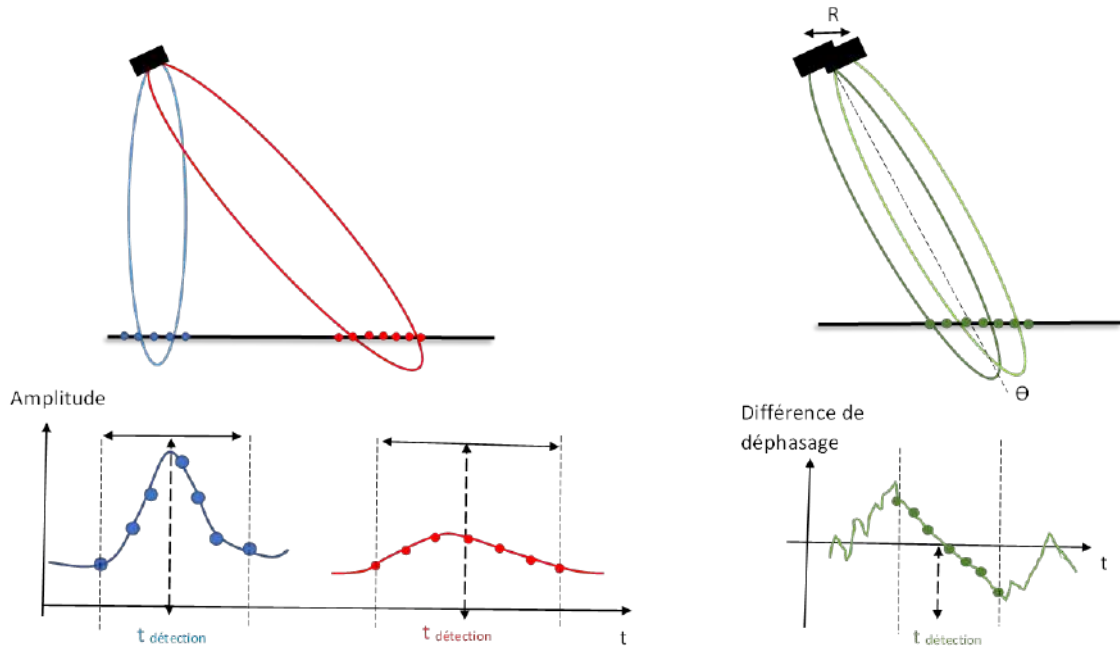 R
Θ
Amplitude
t détection
t détection
t
Différence de
déphasage
t
t détection